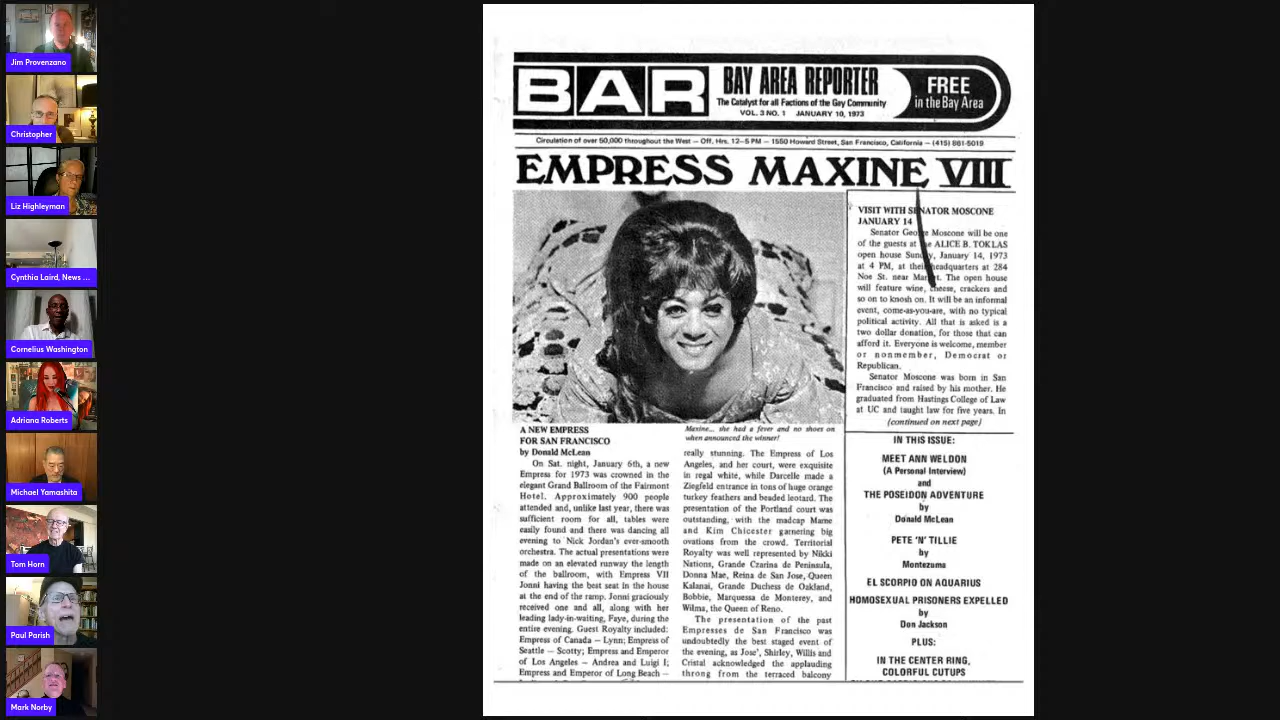 Jim Provenzano
Christopher
Liz Highleyman
Cynthia Laird, News ...
Cornelius Washington
Adriana Roberts
Michael Yamashita
Tom Horn
Paul Parish
Mark Norby
BAR
BAY AREA REPORTER
The Catalyst for all Factions of the Gay Community
VOL. 3 NO. 1 JANUARY 10, 1973
FREE
in the Bay Area
Circulation of over 50,000 throughout the West — Off. Hrs. 12–5 PM — 1550 Howard Street, San Francisco, California — (415) 861-5019
EMPRESS MAXINE VIII
A NEW EMPRESS
FOR SAN FRANCISCO
by Donald McLean
On Sat. night, January 6th, a new
Empress for 1973 was crowned in the
elegant Grand Ballroom of the Fairmont
Hotel. Approximately 900 people
attended and, unlike last year, there was
sufficient room for all, tables were
easily found and there was dancing all
evening to Nick Jordan's ever-smooth
orchestra. The actual presentations were
made on an elevated runway the length
of the ballroom, with Empress VII
Jonni having the best seat in the house
at the end of the ramp. Jonni graciously
received one and all, along with her
leading lady-in-waiting, Faye, during the
entire evening. Guest Royalty included:
Empress of Canada — Lynn; Empress of
Seattle — Scotty; Empress and Emperor
of Los Angeles — Andrea and Luigi I;
Empress and Emperor of Long Beach —
Maxine... she had a fever and no shoes on
when announced the winner!
really stunning. The Empress of Los
Angeles, and her court, were exquisite
in regal white, while Darcelle made a
Ziegfeld entrance in tons of huge orange
turkey feathers and beaded leotard. The
presentation of the Portland court was
outstanding, with the madcap Mame
and Kim Chicester garnering big
ovations from the crowd. Territorial
Royalty was well represented by Nikki
Nations, Grande Czarina de Peninsula,
Donna Mae, Reina de San Jose, Queen
Kalanai, Grande Duchess de Oakland,
Bobbie, Marquessa de Monterey, and
Wilma, the Queen of Reno.
The presentation of the past
Empresses de San Francisco was
undoubtedly the best staged event of
the evening, as Jose', Shirley, Willis and
Cristal acknowledged the applauding
throng from the terraced balcony
VISIT WITH SENATOR MOSCONE
JANUARY 14
Senator George Moscone will be one
of the guests at the ALICE B. TOKLAS
open house Sunday, January 14, 1973
at 4 PM, at their headquarters at 284
Noe St. near Market. The open house
will feature wine, cheese, crackers and
so on to knosh on. It will be an informal
event, come-as-you-are, with no typical
political activity. All that is asked is a
two dollar donation, for those that can
afford it. Everyone is welcome, member
or nonmember, Democrat or
Republican.
Senator Moscone was born in San
Francisco and raised by his mother. He
graduated from Hastings College of Law
at UC and taught law for five years. In
(continued on next page)
IN THIS ISSUE:
MEET ANN WELDON
(A Personal Interview)
and
THE POSEIDON ADVENTURE
by
Donald McLean
PETE 'N' TILLIE
by
Montezuma
EL SCORPIO ON AQUARIUS
HOMOSEXUAL PRISONERS EXPELLED
by
Don Jackson
PLUS:
IN THE CENTER RING,
COLORFUL CUTUPS